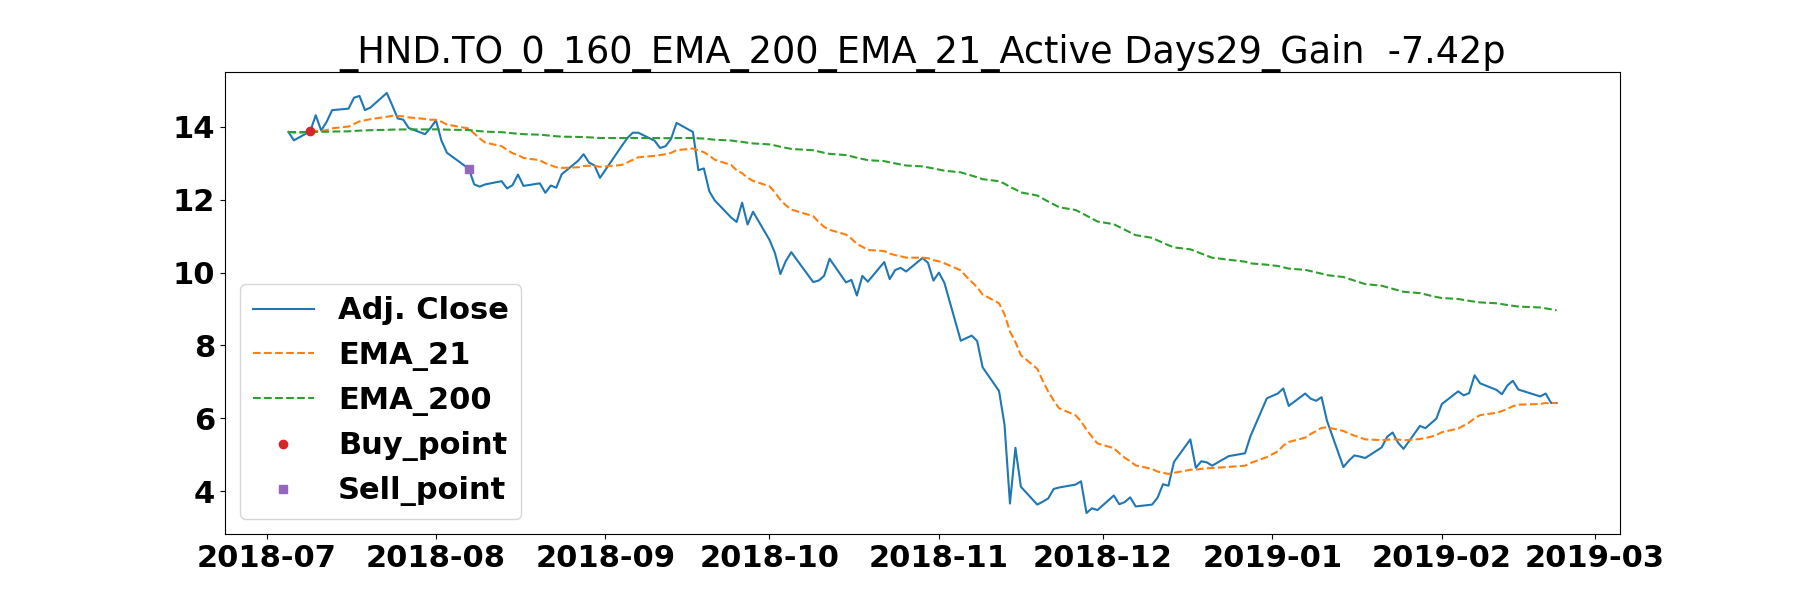 _HND.TO_0_160_EMA_200_EMA_21_Active Days29_Gain  -7.42p
14
12
10
8
6
4
Adj. Close
EMA_21
EMA_200
Buy_point
Sell_point
2018-07 2018-08 2018-09 2018-10 2018-11 2018-12 2019-01 2019-02 2019-03